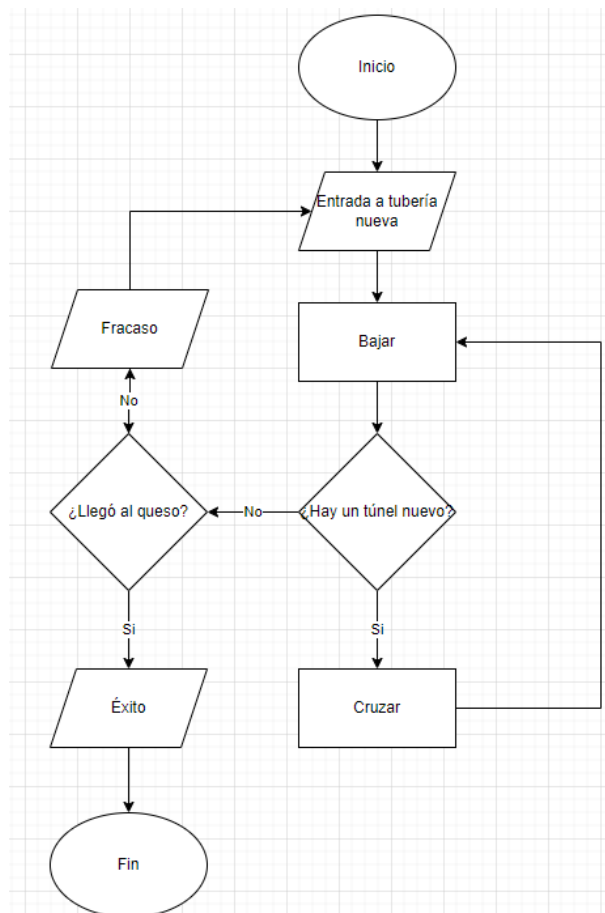 Inicio
Entrada a tubería
nueva
Fracaso
Bajar
No
¿Llegó al queso?
No
¿Hay un túnel nuevo?
Si
Si
Éxito
Cruzar
Fin